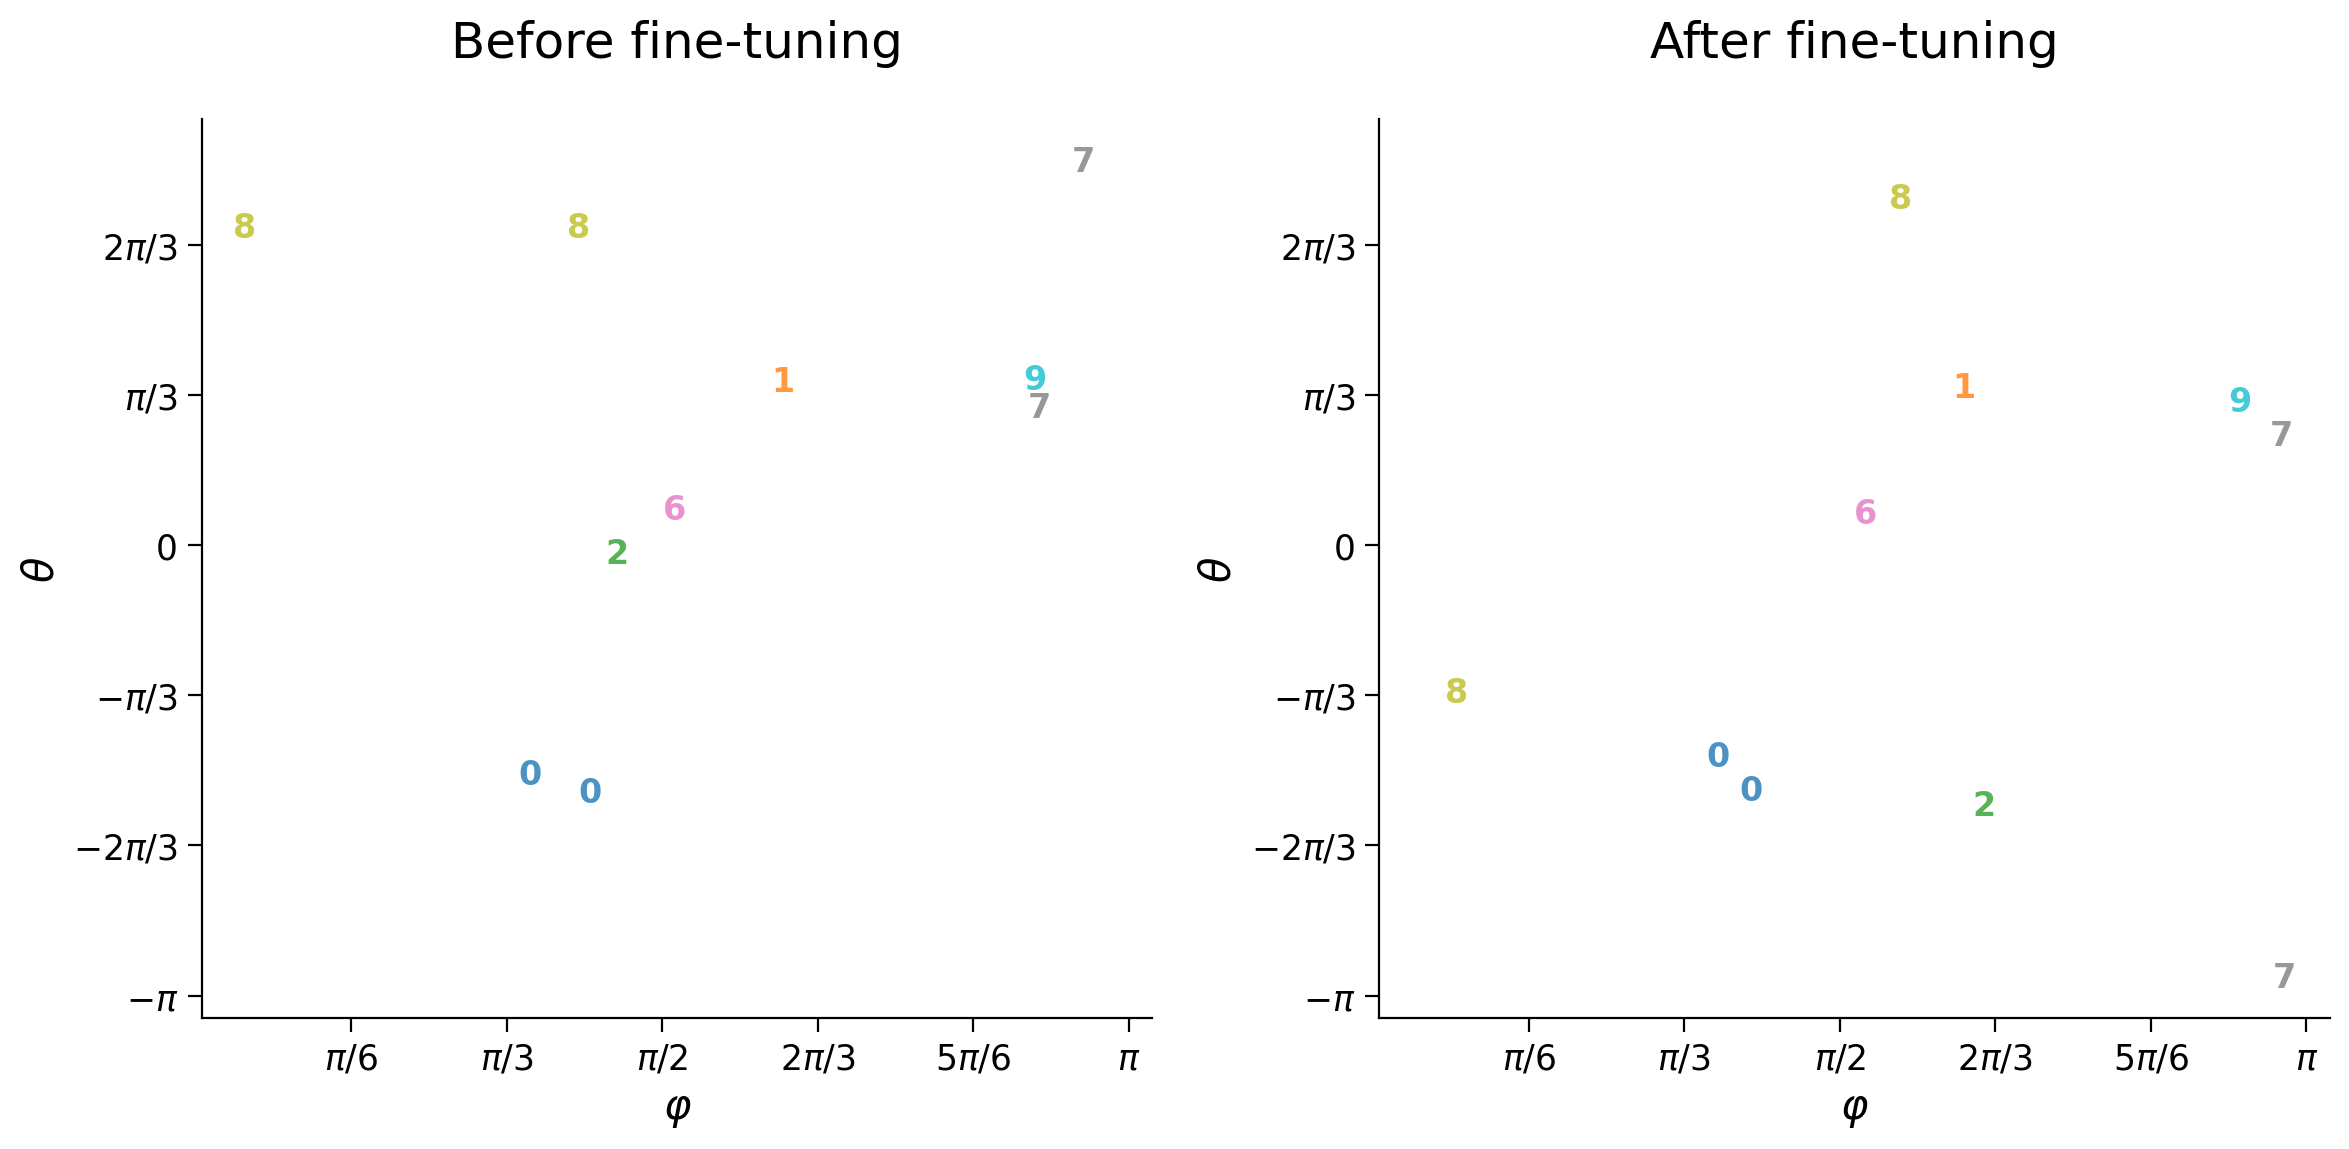 Before fine-tuning
7
8 8
2π/3
1 9
π/3
7
6
0
2
θ
−π/3
0
0
−2π/3
−π
π/6 π/3 π/2 2π/3 5π/6 π
φ
After fine-tuning
8
2π/3
1
π/3
9
7
6
0
θ
−π/3
8
0
0
2
−2π/3
7
−π
π/6 π/3 π/2 2π/3 5π/6 π
φ